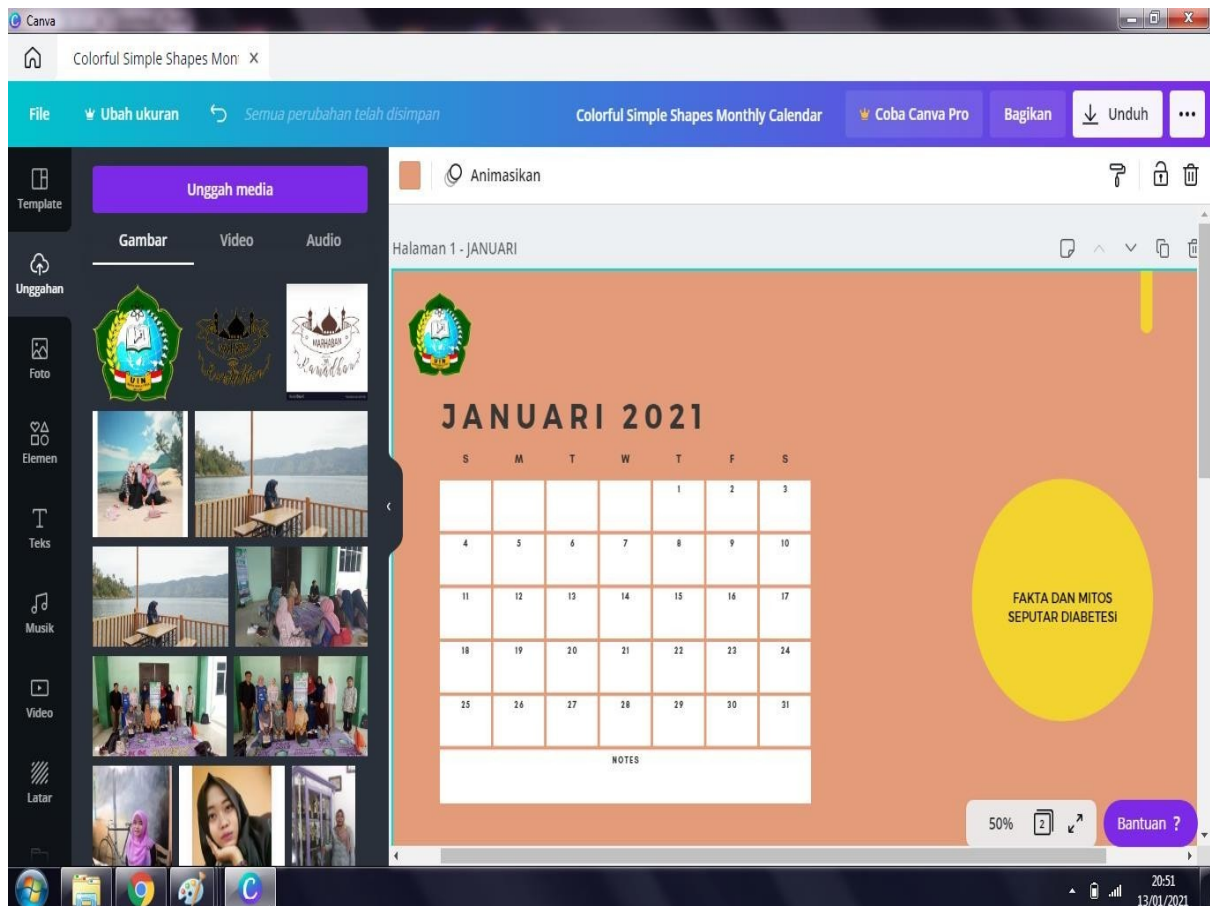 Canva
Colorful Simple Shapes Mont
File
Ubah ukuran
Semua perubahan telah disimpan
Colorful Simple Shapes Monthly Calendar
Coba Canva Pro
Bagikan
Unduh
Template
Unggahan
Foto
Elemen
Teks
Musik
Video
Latar
Unggah media
Gambar Video Audio
UIN
MARHABAN
Ramadhan
Animasikan
Halaman 1 - JANUARI
JANUARI 2021
S M T W T F S
1 2 3
4 5 6 7 8 9 10
11 12 13 14 15 16 17
18 19 20 21 22 23 24
25 26 27 28 29 30 31
NOTES
FAKTA DAN MITOS
SEPUTAR DIABETESi
50%
2
Bantuan ?
20:51
13/01/2021